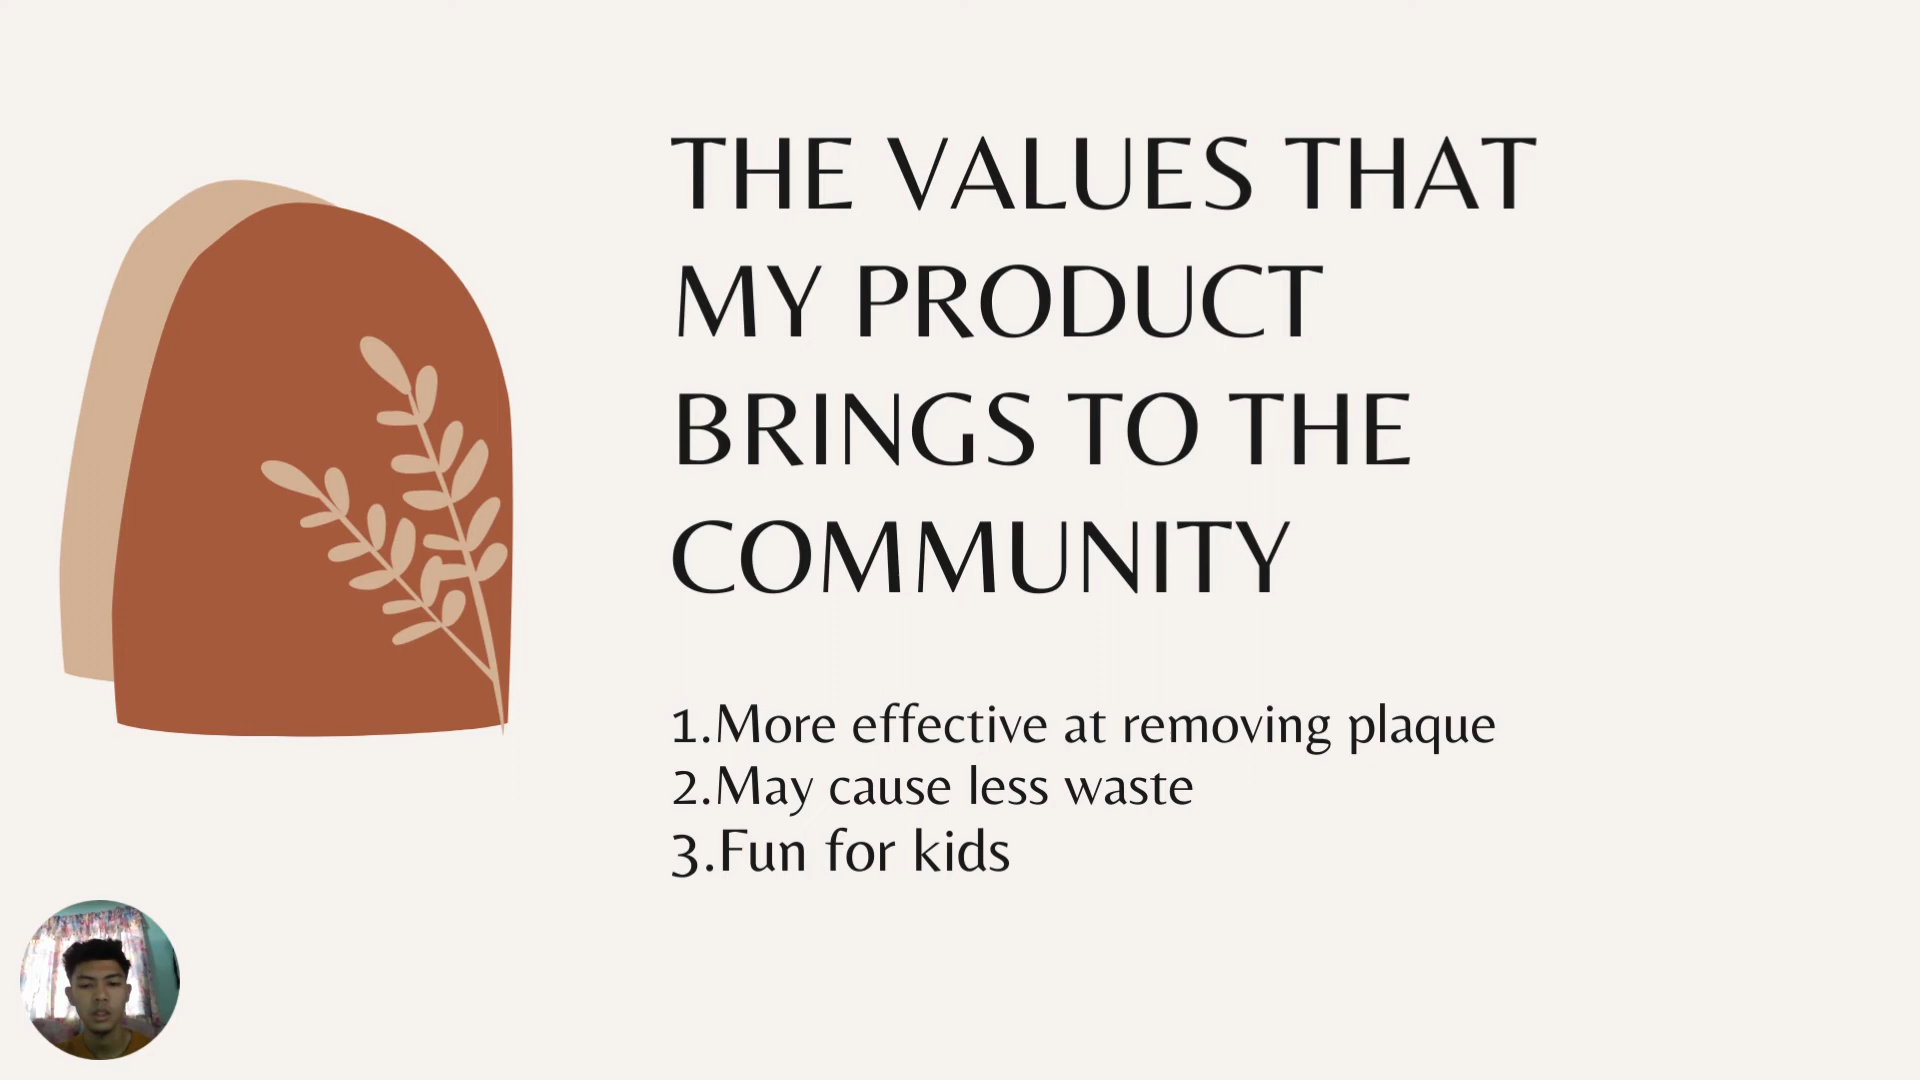 THE VALUES THAT
MY PRODUCT
BRINGS TO THE
COMMUNITY
1.More effective at removing plaque
2.May cause less waste
3.Fun for kids